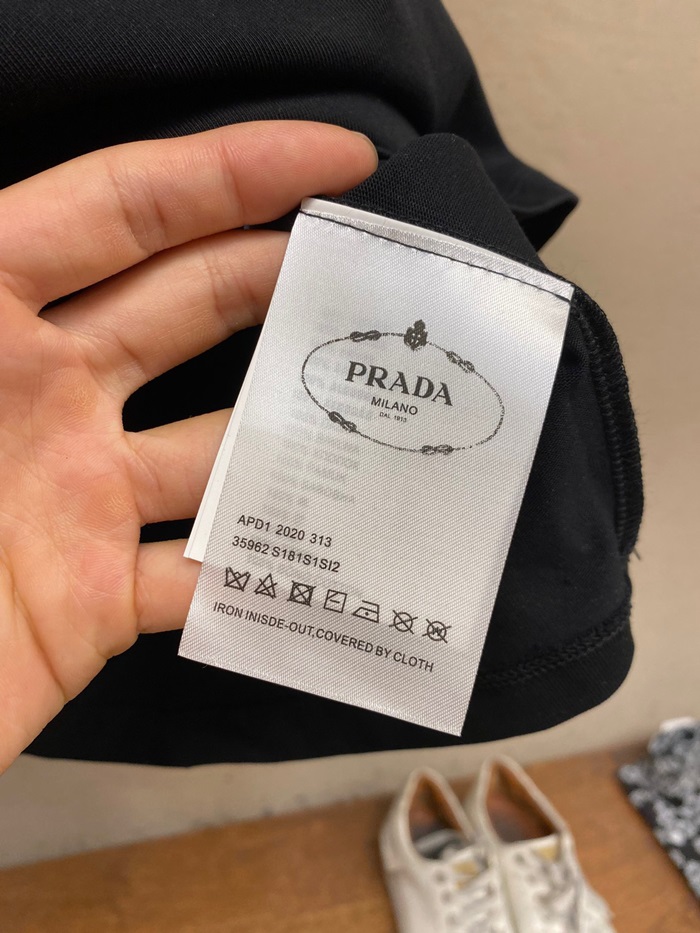 PRADA
MILANO
DAL 1913
APD1 2020 313
35962 S181S1SI2
IRON INISDE-OUT,COVERED BY CLOTH